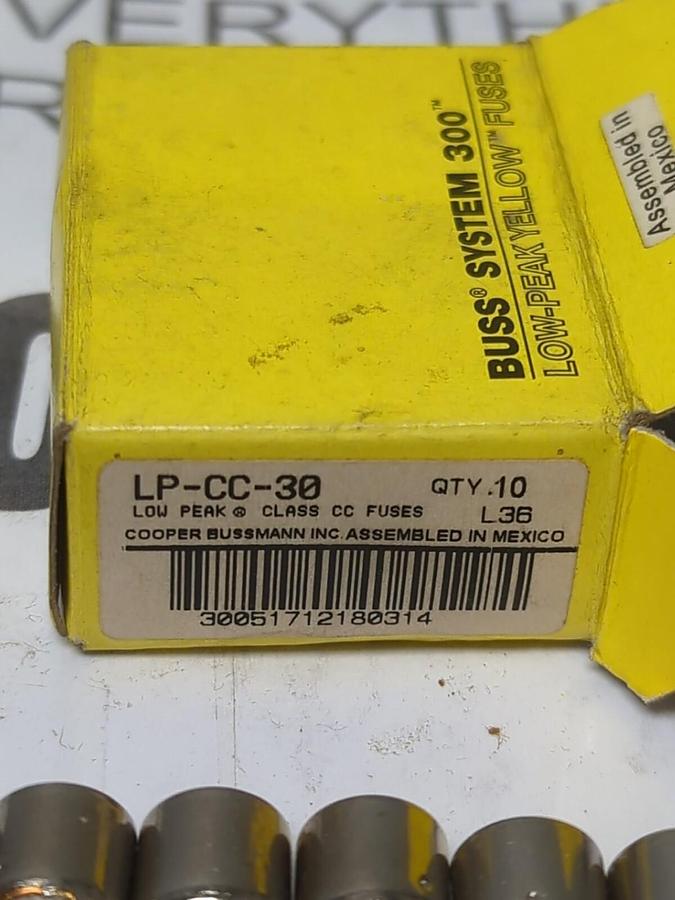 VERYTH
BUSS® SYSTEM 300™
LOW-PEAK YELLOW™ FUSES
Assembled in
Mexico
LP-CC-30 QTY.10
LOW PEAK® CLASS CC FUSES L36
COOPER BUSSMANN INC. ASSEMBLED IN MEXICO
30051712180314